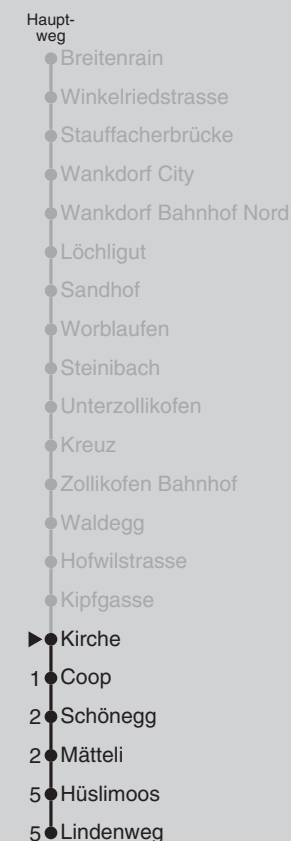 Haupt-
weg
Breitenrain
Winkelriedstrasse
Stauffacherbrücke
Wankdorf City
Wankdorf Bahnhof Nord
Löchligut
Sandhof
Worblaufen
Steinibach
Unterzollikofen
Kreuz
Zollikofen Bahnhof
Waldegg
Hofwilstrasse
Kipfgasse
Kirche
1 Coop
2 Schönegg
2 Mätteli
5 Hüslimoos
5 Lindenweg